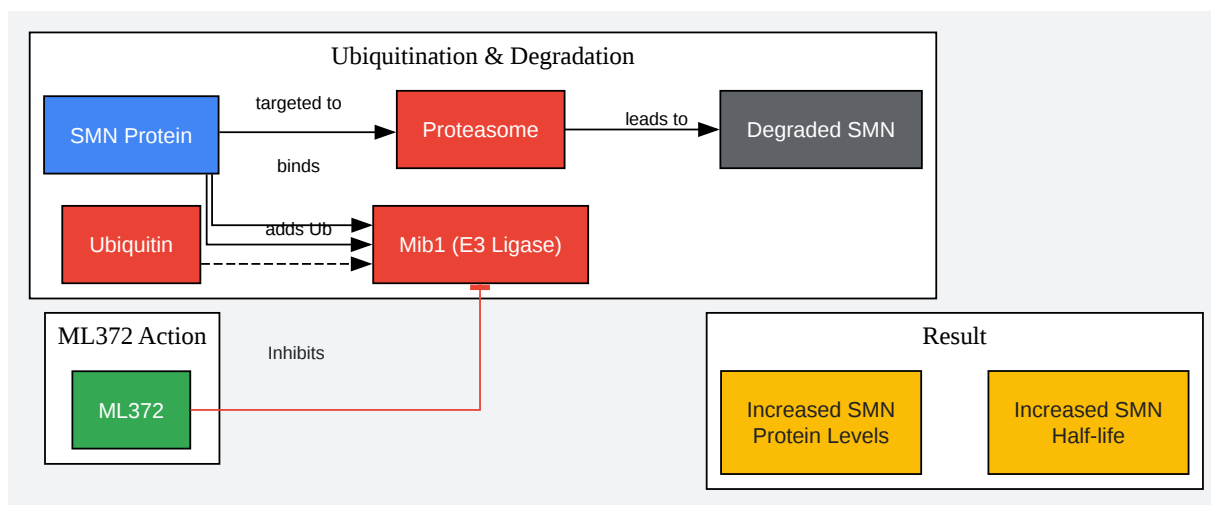 Ubiquitination & Degradation
SMN Protein
targeted to
Proteasome
leads to
Degraded SMN
binds
Ubiquitin
adds Ub
Mib1 (E3 Ligase)
ML372 Action
Inhibits
ML372
Result
Increased SMN
Protein Levels
Increased SMN
Half-life